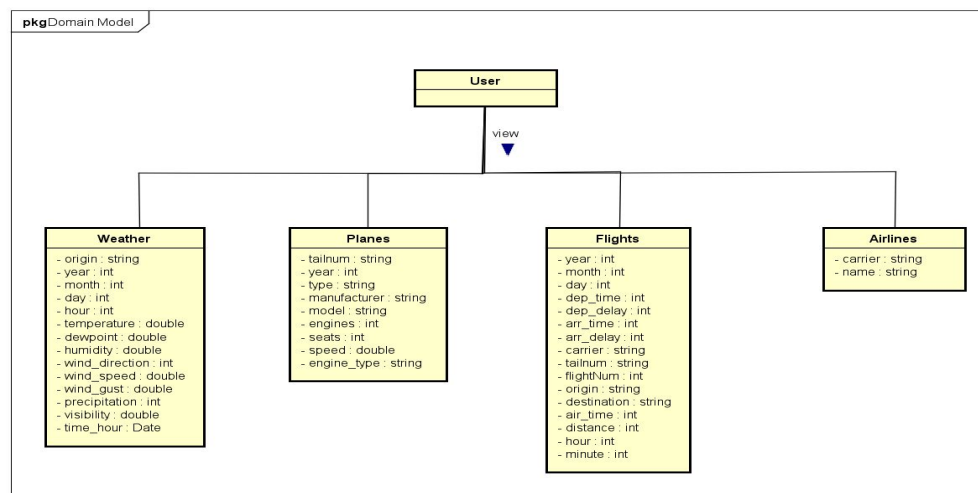 pkg Domain Model
User
view
Weather
- origin : string
- year : int
- month : int
- day : int
- hour : int
- temperature : double
- dewpoint : double
- humidity : double
- wind_direction : int
- wind_speed : double
- wind_gust : double
- precipitation : int
- visibility : double
- time_hour : Date
Planes
- tailnum : string
- year : int
- type : string
- manufacturer : string
- model : string
- engines : int
- seats : int
- speed : double
- engine_type : string
Flights
- year : int
- month : int
- day : int
- dep_time : int
- dep_delay : int
- arr_time : int
- arr_delay : int
- carrier : string
- tailnum : string
- flightNum : int
- origin : string
- destination : string
- air_time : int
- distance : int
- hour : int
- minute : int
Airlines
- carrier : string
- name : string